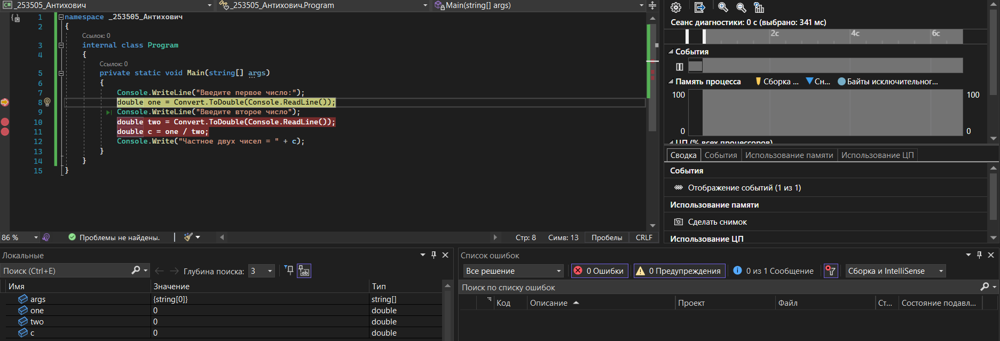 _253505_Антихович
_253505_Антихович.Program
Main(string[] args)
1 namespace _253505_Антихович
2 {
Ссылок: 0
3 internal class Program
4 {
Ссылок: 0
5 private static void Main(string[] args)
6 {
7 Console.WriteLine("Введите первое число:");
8 double one = Convert.ToDouble(Console.ReadLine());
9 Console.WriteLine("Введите второе число");
10 double two = Convert.ToDouble(Console.ReadLine());
11 double c = one / two;
12 Console.Write("Частное двух чисел = " + c);
13 }
14 }
15 }
86 %
Проблемы не найдены.
Стр: 8 Симв: 13 Пробелы CRLF
Сеанс диагностики: 0 с (выбрано: 341 мс)
2с 4с 6с
События
Память процесса Сборка ... Сн... Байты исключительног...
100 100
0 0
ЦП (% всех процессоров)
Сводка События Использование памяти Использование ЦП
События
Отображение событий (1 из 1)
Использование памяти
Сделать снимок
Использование ЦП
Локальные
Поиск (Ctrl+E) Глубина поиска: 3
Имя Значение Тип
args {string[0]} string[]
one 0 double
two 0 double
c 0 double
Список ошибок
Все решение 0 Ошибки 0 Предупреждения 0 из 1 Сообщение Сборка и IntelliSense
Поиск по списку ошибок
Код Описание Проект Файл Ст... Состояние подавл...